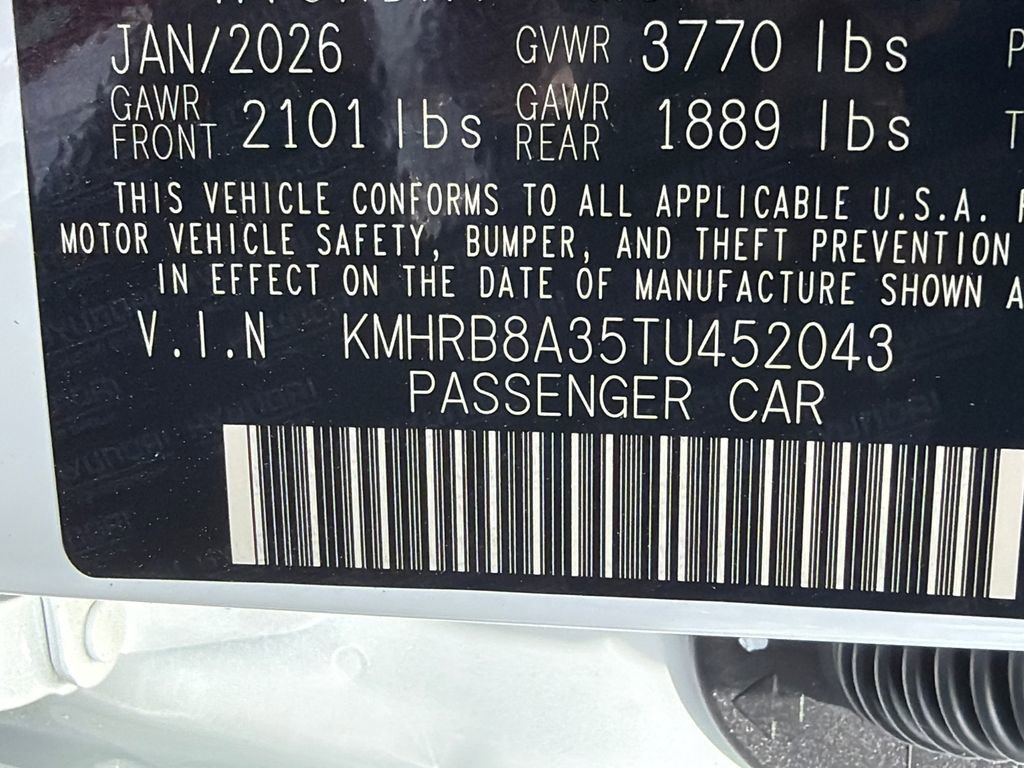 JAN/2026 GVWR 3770 lbs P
GAWR FRONT 2101 lbs GAWR REAR 1889 lbs T
THIS VEHICLE CONFORMS TO ALL APPLICABLE U.S.A.
MOTOR VEHICLE SAFETY, BUMPER, AND THEFT PREVENTION
IN EFFECT ON THE DATE OF MANUFACTURE SHOWN A
V.I.N KMHRB8A35TU452043
PASSENGER CAR